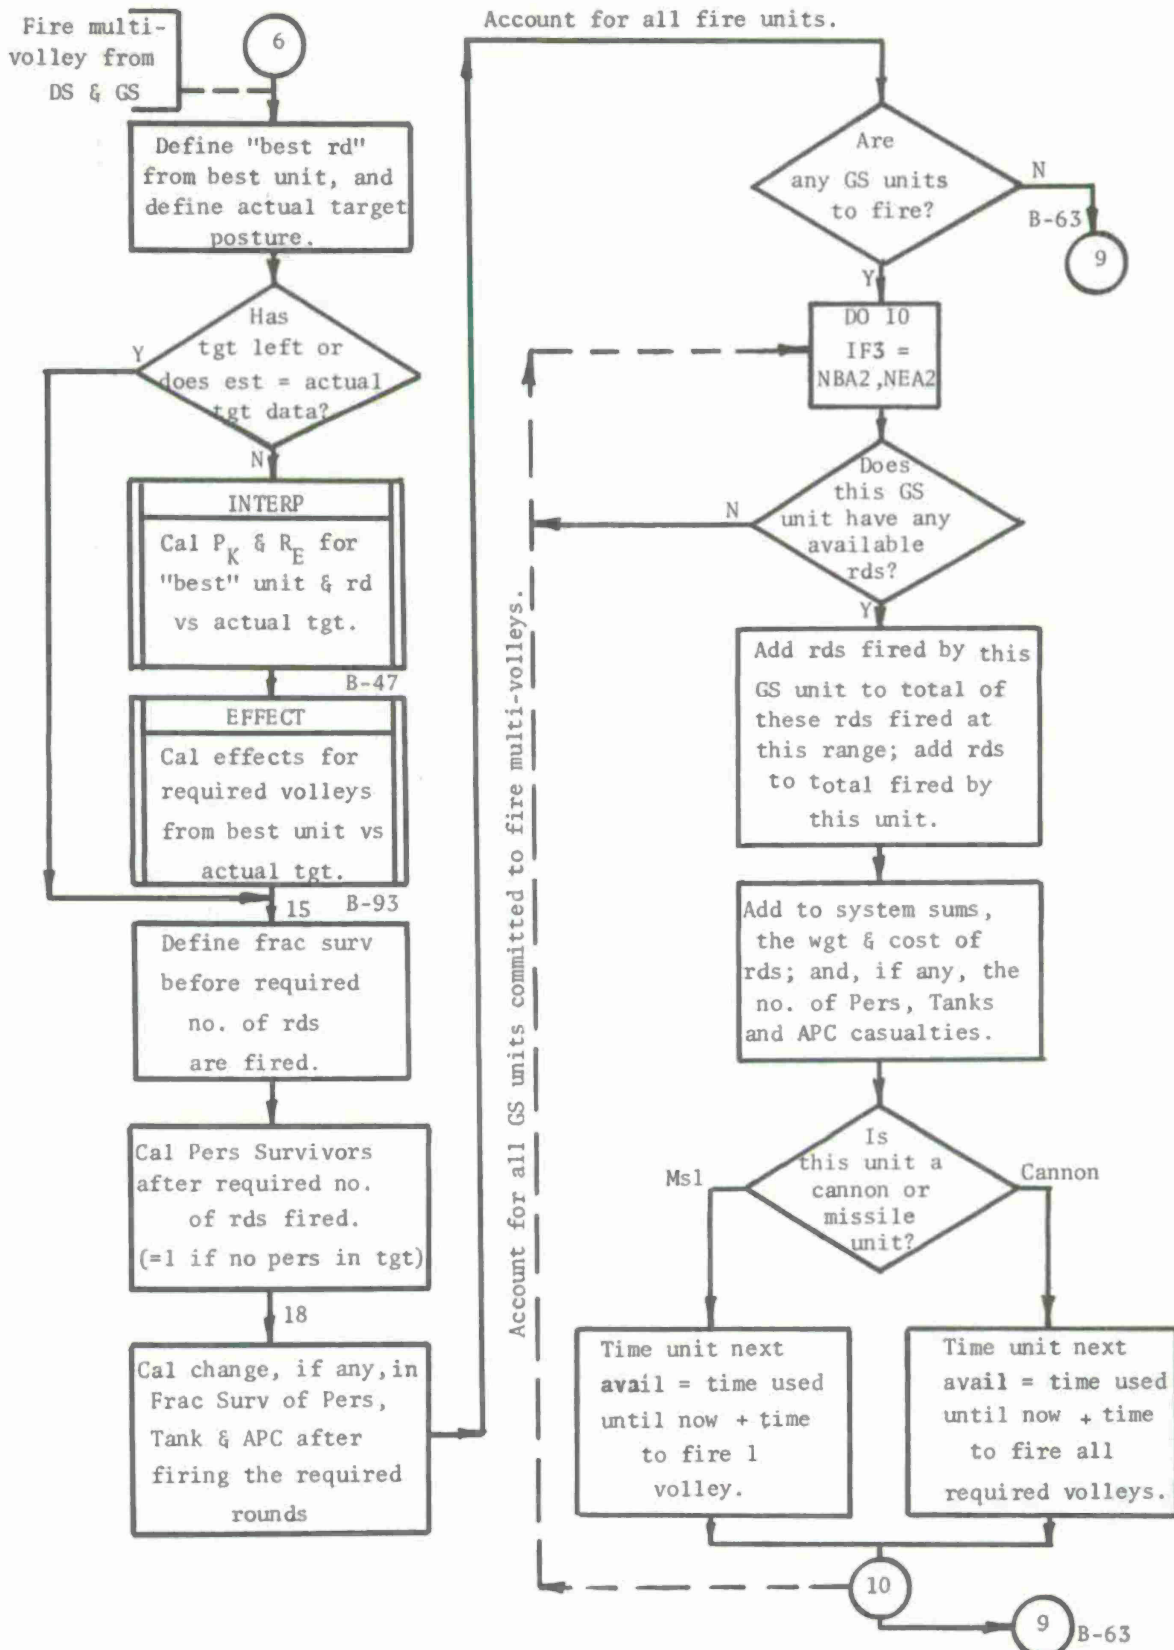 Fire multi-
volley from
DS & GS
6
Define "best rd"
from best unit, and
define actual target
posture.
Has
tgt left or
does est = actual
tgt data?
Y
N
INTERP
Cal PK & RE for
"best" unit & rd
vs actual tgt.
B-47
EFFECT
Cal effects for
required volleys
from best unit vs
actual tgt.
15
B-93
Define frac surv
before required
no. of rds
are fired.
Cal Pers Survivors
after required no.
of rds fired.
(=1 if no pers in tgt)
18
Cal change, if any, in
Frac Surv of Pers,
Tank & APC after
firing the required
rounds
Account for all fire units.
Are
any GS units
to fire?
N
B-63
9
Y
DO 10
IF3 =
NBA2,NEA2
Does
this GS
unit have any
available
rds?
N
Y
Account for all GS units committed to fire multi-volleys.
Add rds fired by this
GS unit to total of
these rds fired at
this range; add rds
to total fired by
this unit.
Add to system sums,
the wgt & cost of
rds; and, if any, the
no. of Pers, Tanks
and APC casualties.
Is
this unit a
cannon or
missile
unit?
Msl
Cannon
Time unit next
avail = time used
until now + time
to fire 1
volley.
Time unit next
avail = time used
until now + time
to fire all
required volleys.
10
9
B-63